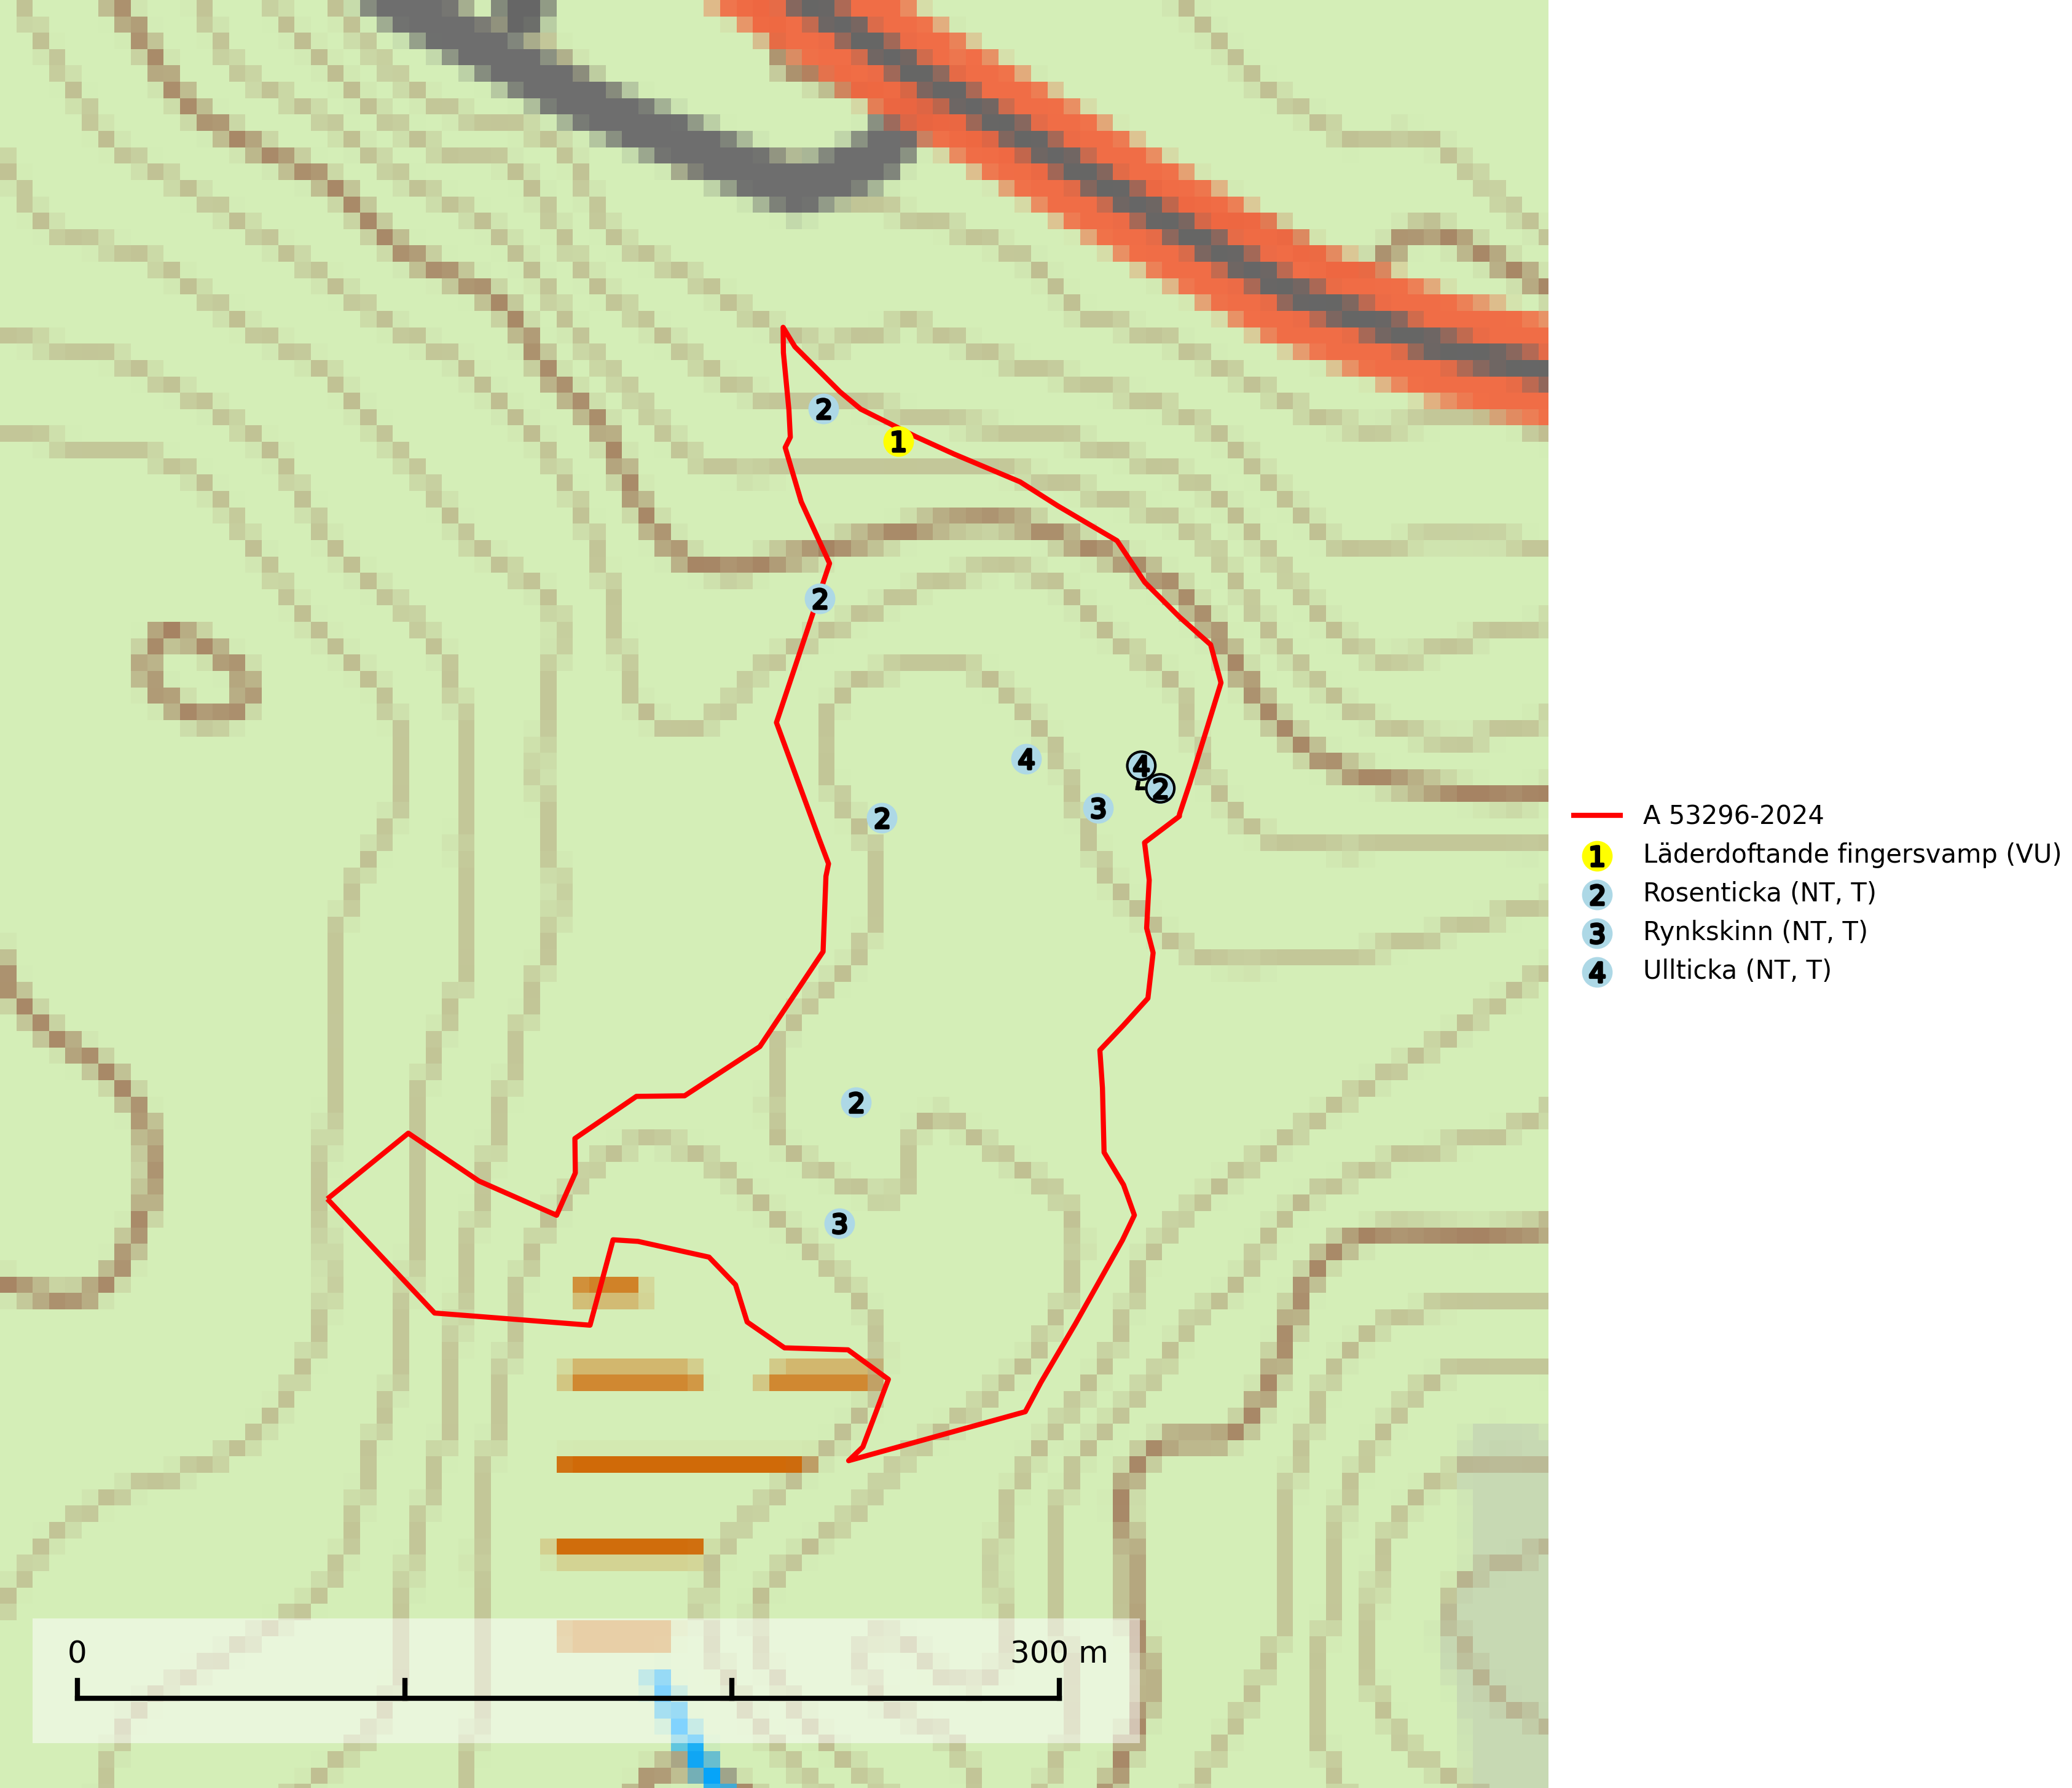 2
1
2
4
4
2
3
2
2
3
A 53296-2024
1 Läderdoftande fingersvamp (VU)
2 Rosenticka (NT, T)
3 Rynkskinn (NT, T)
4 Ullticka (NT, T)
0 300 m